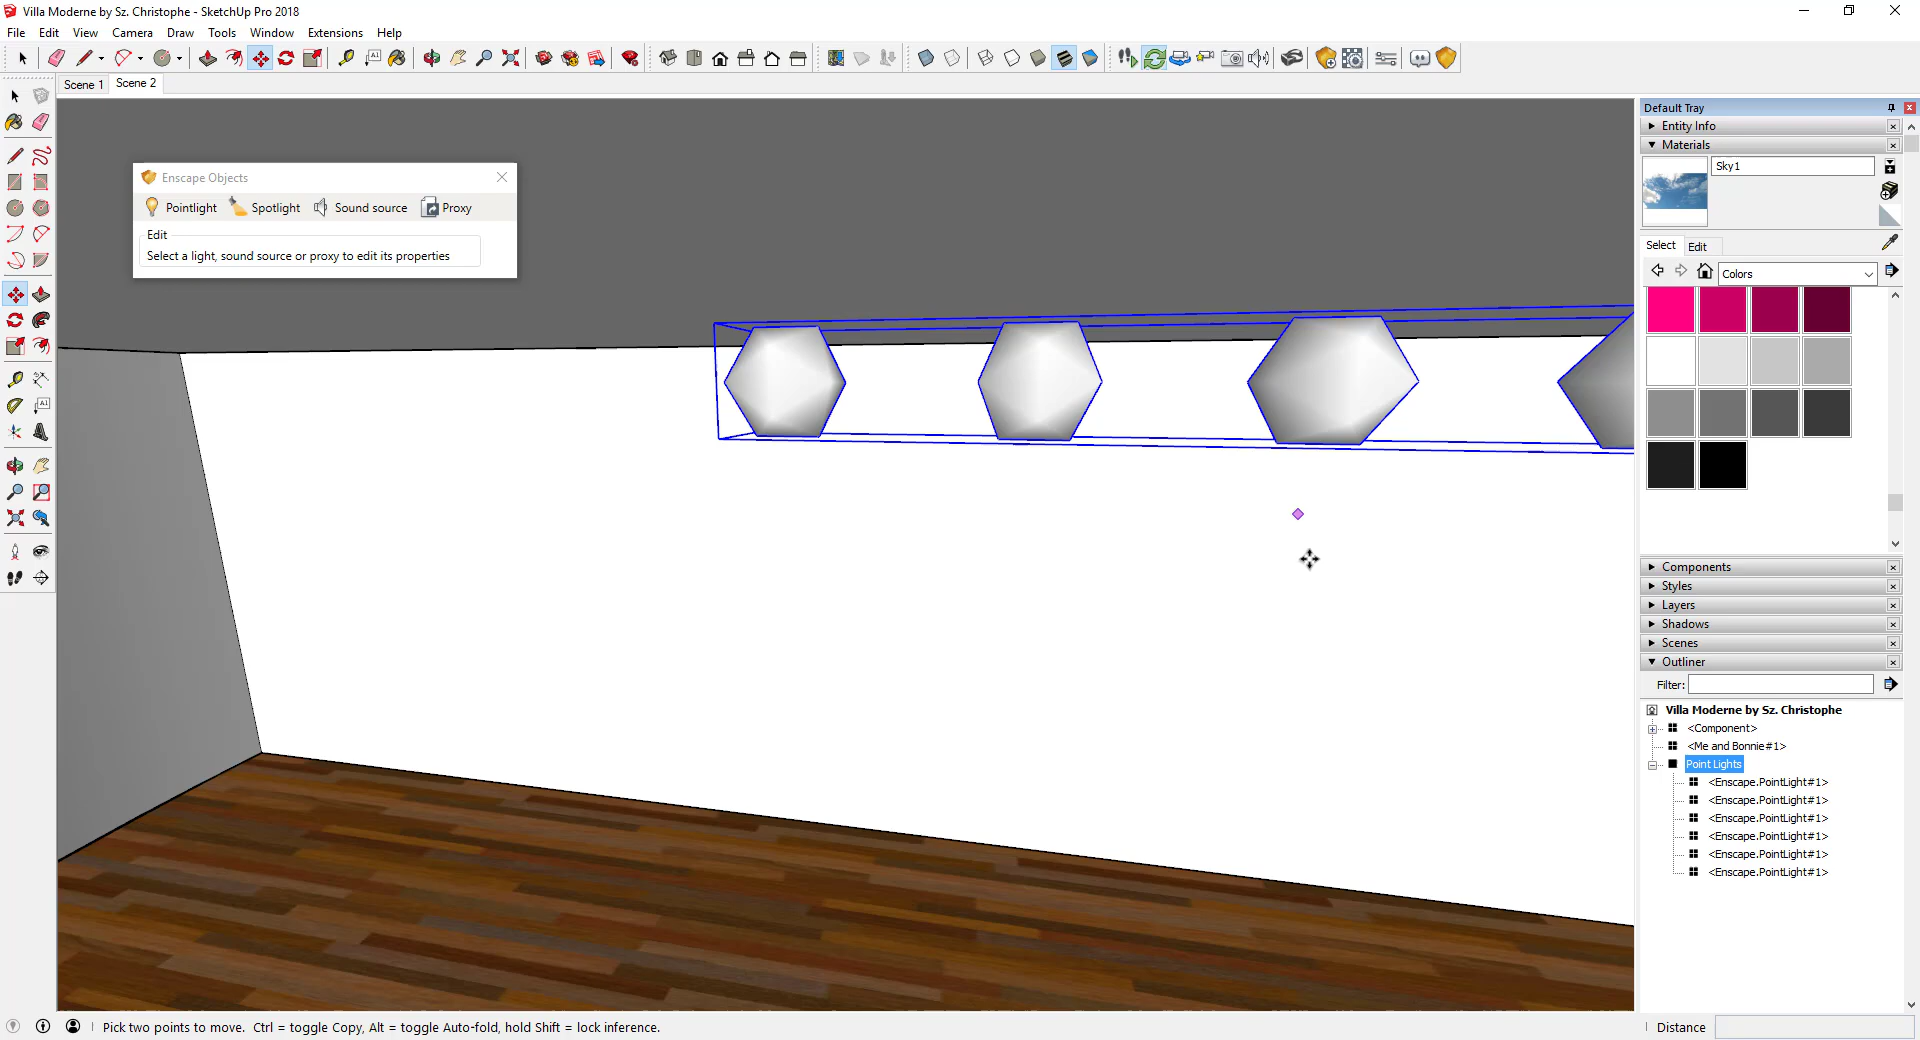 Villa Moderne by Sz. Christophe - SketchUp Pro 2018
File Edit View Camera Draw Tools Window Extensions Help
Scene 1 Scene 2
Enscape Objects
Pointlight Spotlight Sound source Proxy
Edit
Select a light, sound source or proxy to edit its properties
Default Tray
Entity Info
Materials
Sky1
Select Edit
Colors
Components
Styles
Layers
Shadows
Scenes
Outliner
Filter:
Villa Moderne by Sz. Christophe
<Component>
<Me and Bonnie#1>
Point Lights
<Enscape.PointLight#1>
<Enscape.PointLight#1>
<Enscape.PointLight#1>
<Enscape.PointLight#1>
<Enscape.PointLight#1>
<Enscape.PointLight#1>
Pick two points to move. Ctrl = toggle Copy, Alt = toggle Auto-fold, hold Shift = lock inference.
Distance